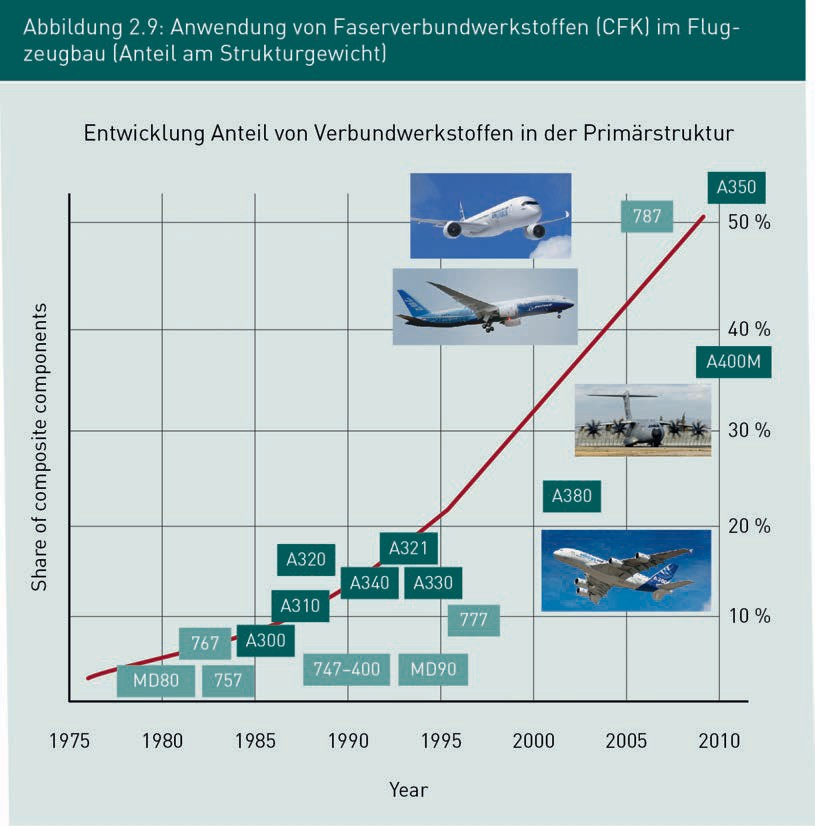 Abbildung 2.9: Anwendung von Faserverbundwerkstoffen (CFK) im Flug-
zeugbau (Anteil am Strukturgewicht)
Entwicklung Anteil von Verbundwerkstoffen in der Primärstruktur
A350
787
50 %
40 %
A400M
30 %
A380
20 %
A321
A320
A340
A330
A310
777
10 %
767
A300
747–400
MD90
MD80
757
Share of composite components
1975
1980
1985
1990
1995
2000
2005
2010
Year